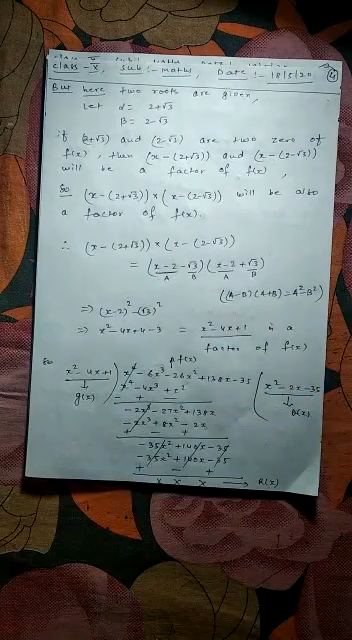 class - X, Sub :- Maths, Date :- 18/5/20 (4)
But here two roots are given,
Let α = 2+√3
β = 2-√3
if (2+√3) and (2-√3) are two zero of
f(x), then (x-(2+√3)) and (x-(2-√3))
will be a factor of f(x),
So (x-(2+√3)) × (x-(2-√3)) will be also
a factor of f(x).
∴ (x-(2+√3)) × (x-(2-√3))
= (x-2-√3) (x-2+√3)
A B A B
((A-B)(A+B) = A²-B²)
⇒ (x-2)² - (√3)²
⇒ x² - 4x + 4 - 3 = x² - 4x + 1 is a
factor of f(x)
so f(x)
x² - 4x + 1 ) x⁴ - 6x³ - 26x² + 138x - 35 ( x² - 2x - 35
↓ g(x) x⁴ - 4x³ + x² ↓ Q(x)
- + -
- 2x³ - 27x² + 138x
- 2x³ + 8x² - 2x
+ - +
- 35x² + 140x - 35
- 35x² + 140x - 35
+ - +
x x x → R(x)